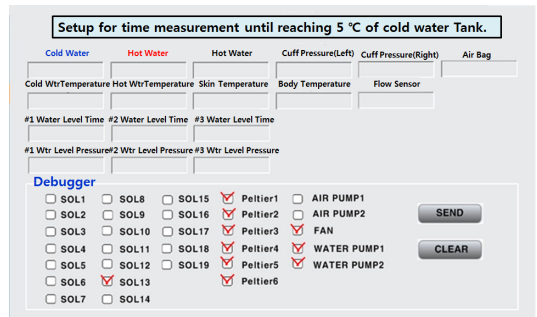 Setup for time measurement until reaching 5 ℃ of cold water Tank.
Cold Water Hot Water Hot Water Cuff Pressure(Left) Cuff Pressure(Right) Air Bag
Cold WtrTemperature Hot WtrTemperature Skin Temperature Body Temperature Flow Sensor
#1 Water Level Time #2 Water Level Time #3 Water Level Time
#1 Wtr Level Pressure #2 Wtr Level Pressure #3 Wtr Level Pressure
Debugger
SOL1 SOL8 SOL15 Peltier1 AIR PUMP1
SOL2 SOL9 SOL16 Peltier2 AIR PUMP2 SEND
SOL3 SOL10 SOL17 Peltier3 FAN
SOL4 SOL11 SOL18 Peltier4 WATER PUMP1 CLEAR
SOL5 SOL12 SOL19 Peltier5 WATER PUMP2
SOL6 SOL13 Peltier6
SOL7 SOL14